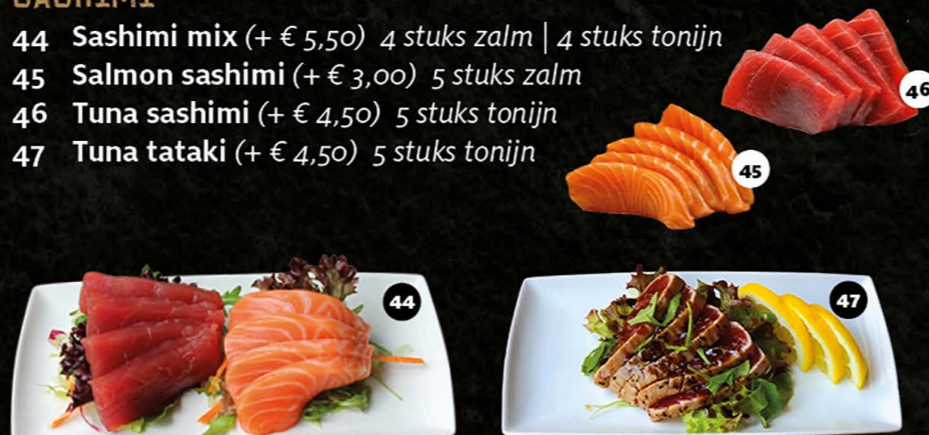 SASHIMI
44 Sashimi mix (+ € 5,50) 4 stuks zalm | 4 stuks tonijn
45 Salmon sashimi (+ € 3,00) 5 stuks zalm
46 Tuna sashimi (+ € 4,50) 5 stuks tonijn
47 Tuna tataki (+ € 4,50) 5 stuks tonijn
46
45
44
47